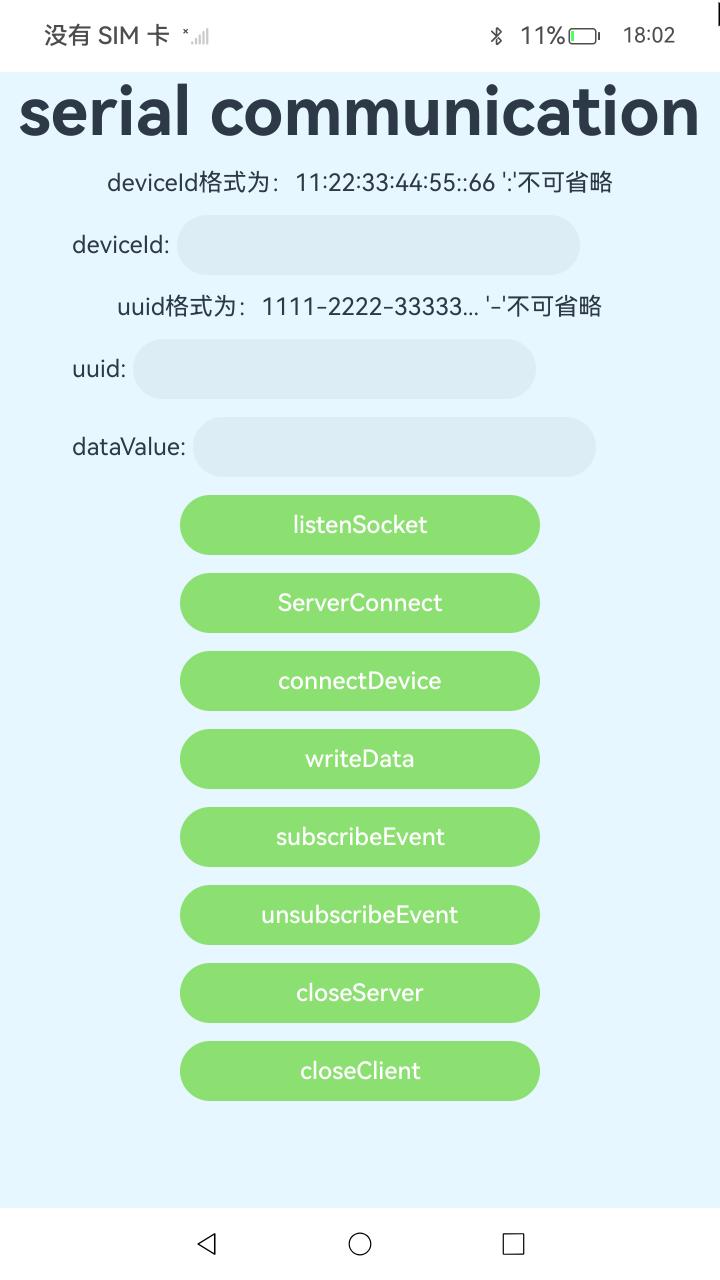 没有 SIM 卡 11% 18:02
serial communication
deviceId格式为：11:22:33:44:55::66 ':'不可省略
deviceId:
uuid格式为：1111-2222-33333... '-'不可省略
uuid:
dataValue:
listenSocket
ServerConnect
connectDevice
writeData
subscribeEvent
unsubscribeEvent
closeServer
closeClient